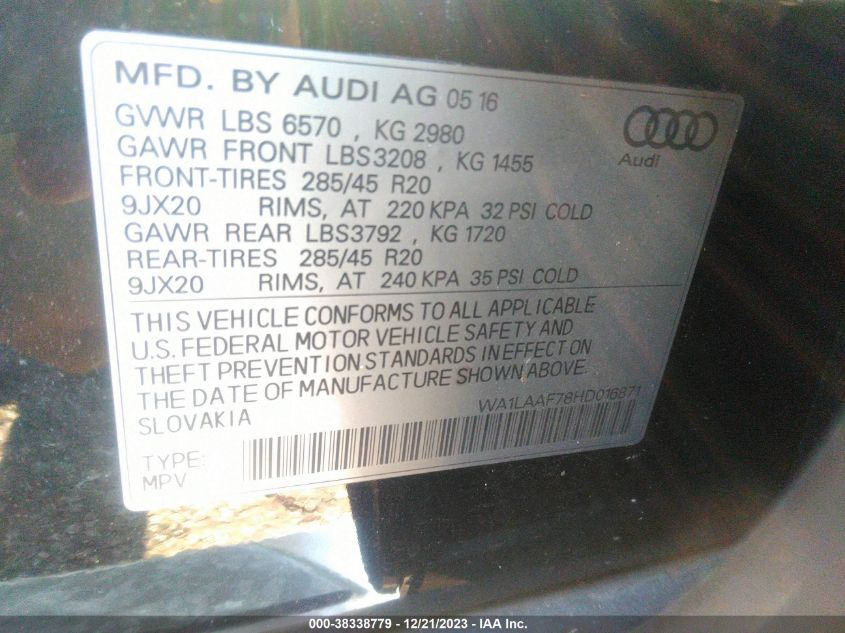 MFD. BY AUDI AG 05 16
GVWR LBS 6570 , KG 2980
GAWR FRONT LBS3208 , KG 1455
FRONT-TIRES 285/45 R20
9JX20 RIMS, AT 220 KPA 32 PSI COLD
GAWR REAR LBS3792 , KG 1720
REAR-TIRES 285/45 R20
9JX20 RIMS, AT 240 KPA 35 PSI COLD
Audi
THIS VEHICLE CONFORMS TO ALL APPLICABLE
U.S. FEDERAL MOTOR VEHICLE SAFETY AND
THEFT PREVENTION STANDARDS IN EFFECT ON
THE DATE OF MANUFACTURE SHOWN ABOVE.
SLOVAKIA
WA1LAAF78HD016871
TYPE:
MPV
000-38338779 - 12/21/2023 - IAA Inc.